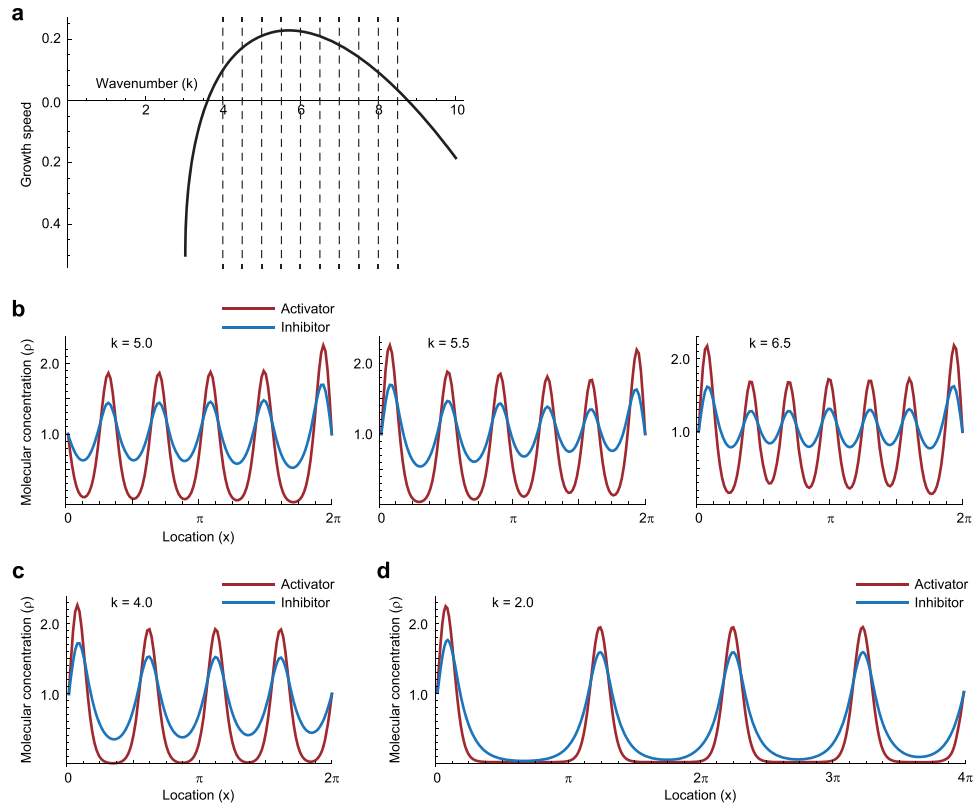 a
0.2
Wavenumber (k)
0.0
2
4
6
8
10
Growth speed
0.2
0.4
b
Activator
Inhibitor
k = 5.0
k = 5.5
k = 6.5
2.0
2.0
2.0
1.0
1.0
1.0
Molecular concentration (ρ)
0
π
2π
0
π
2π
0
π
2π
Location (x)
c
Activator
Inhibitor
k = 4.0
2.0
1.0
Molecular concentration (ρ)
0
π
2π
Location (x)
d
Activator
Inhibitor
k = 2.0
2.0
1.0
Molecular concentration (ρ)
0
π
2π
3π
4π
Location (x)